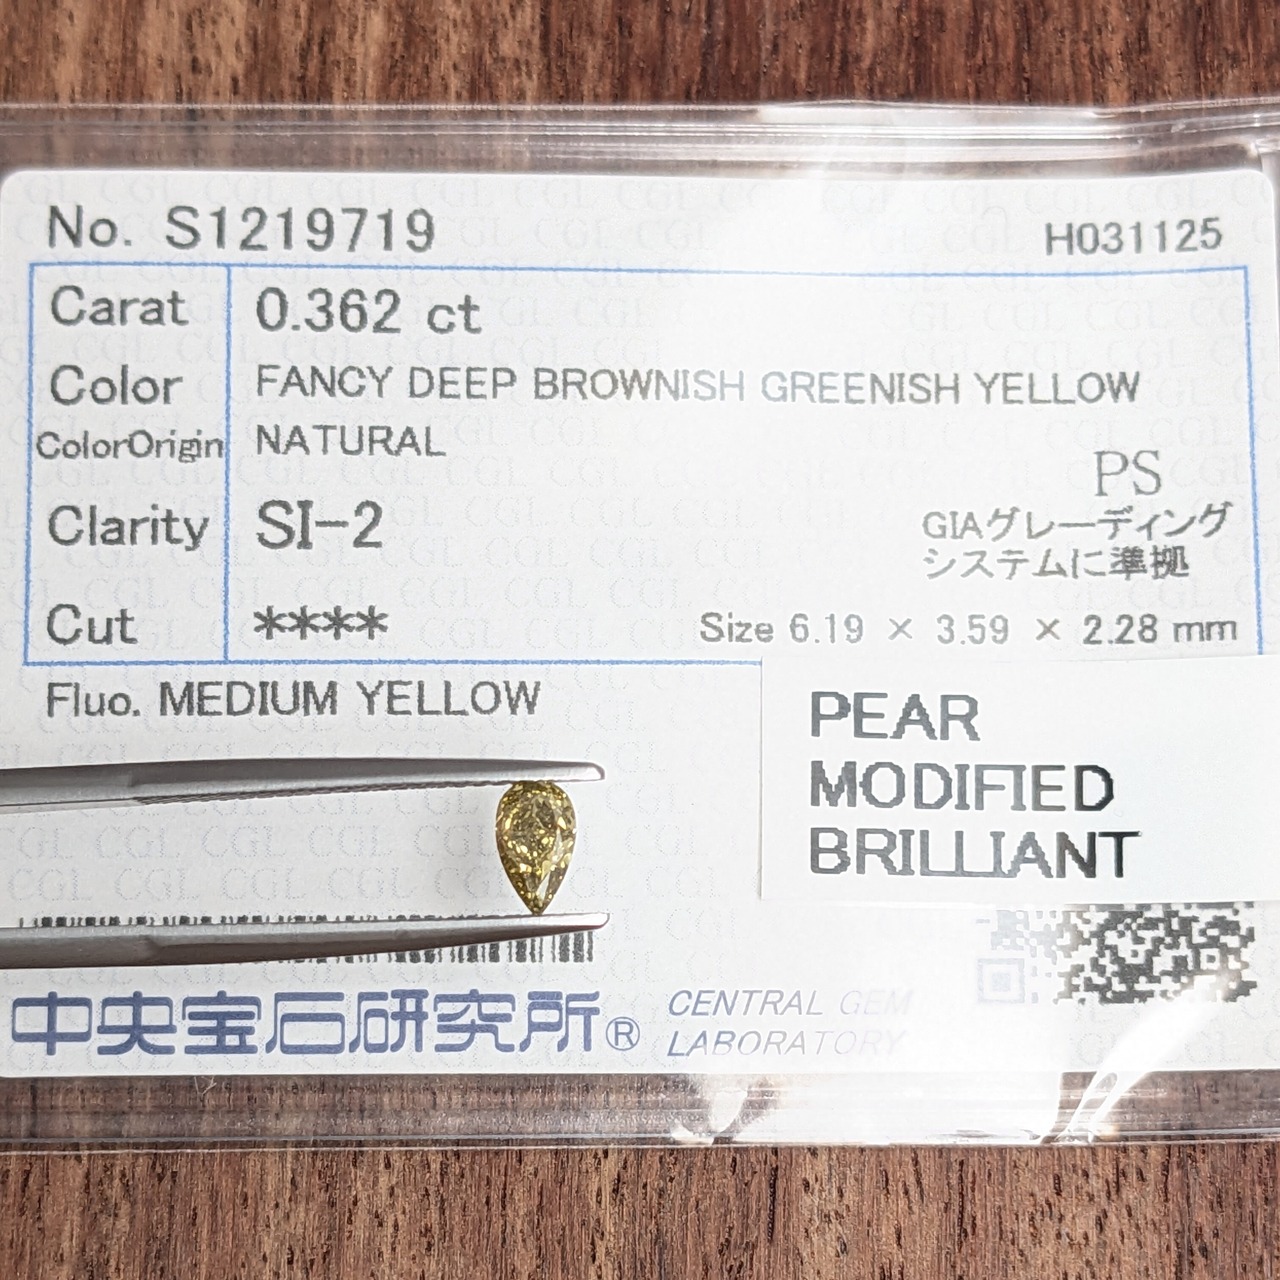 No. S1219719
H031125
Carat 0.362 ct
Color FANCY DEEP BROWNISH GREENISH YELLOW
ColorOrigin NATURAL
PS
Clarity SI-2
GIAグレーディング
システムに準拠
Cut ****
Size 6.19 × 3.59 × 2.28 mm
Fluo. MEDIUM YELLOW
PEAR
MODIFIED
BRILLIANT
中央宝石研究所®
CENTRAL GEM
LABORATORY